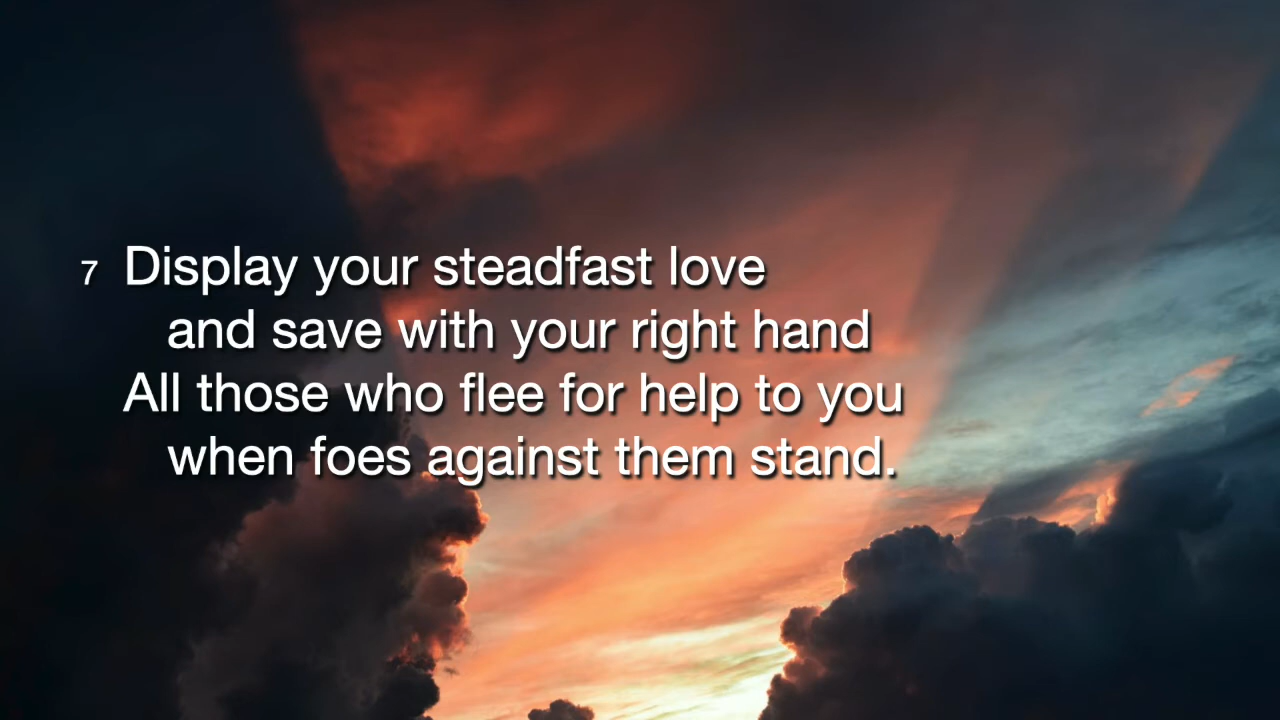 7 Display your steadfast love
and save with your right hand
All those who flee for help to you
when foes against them stand.